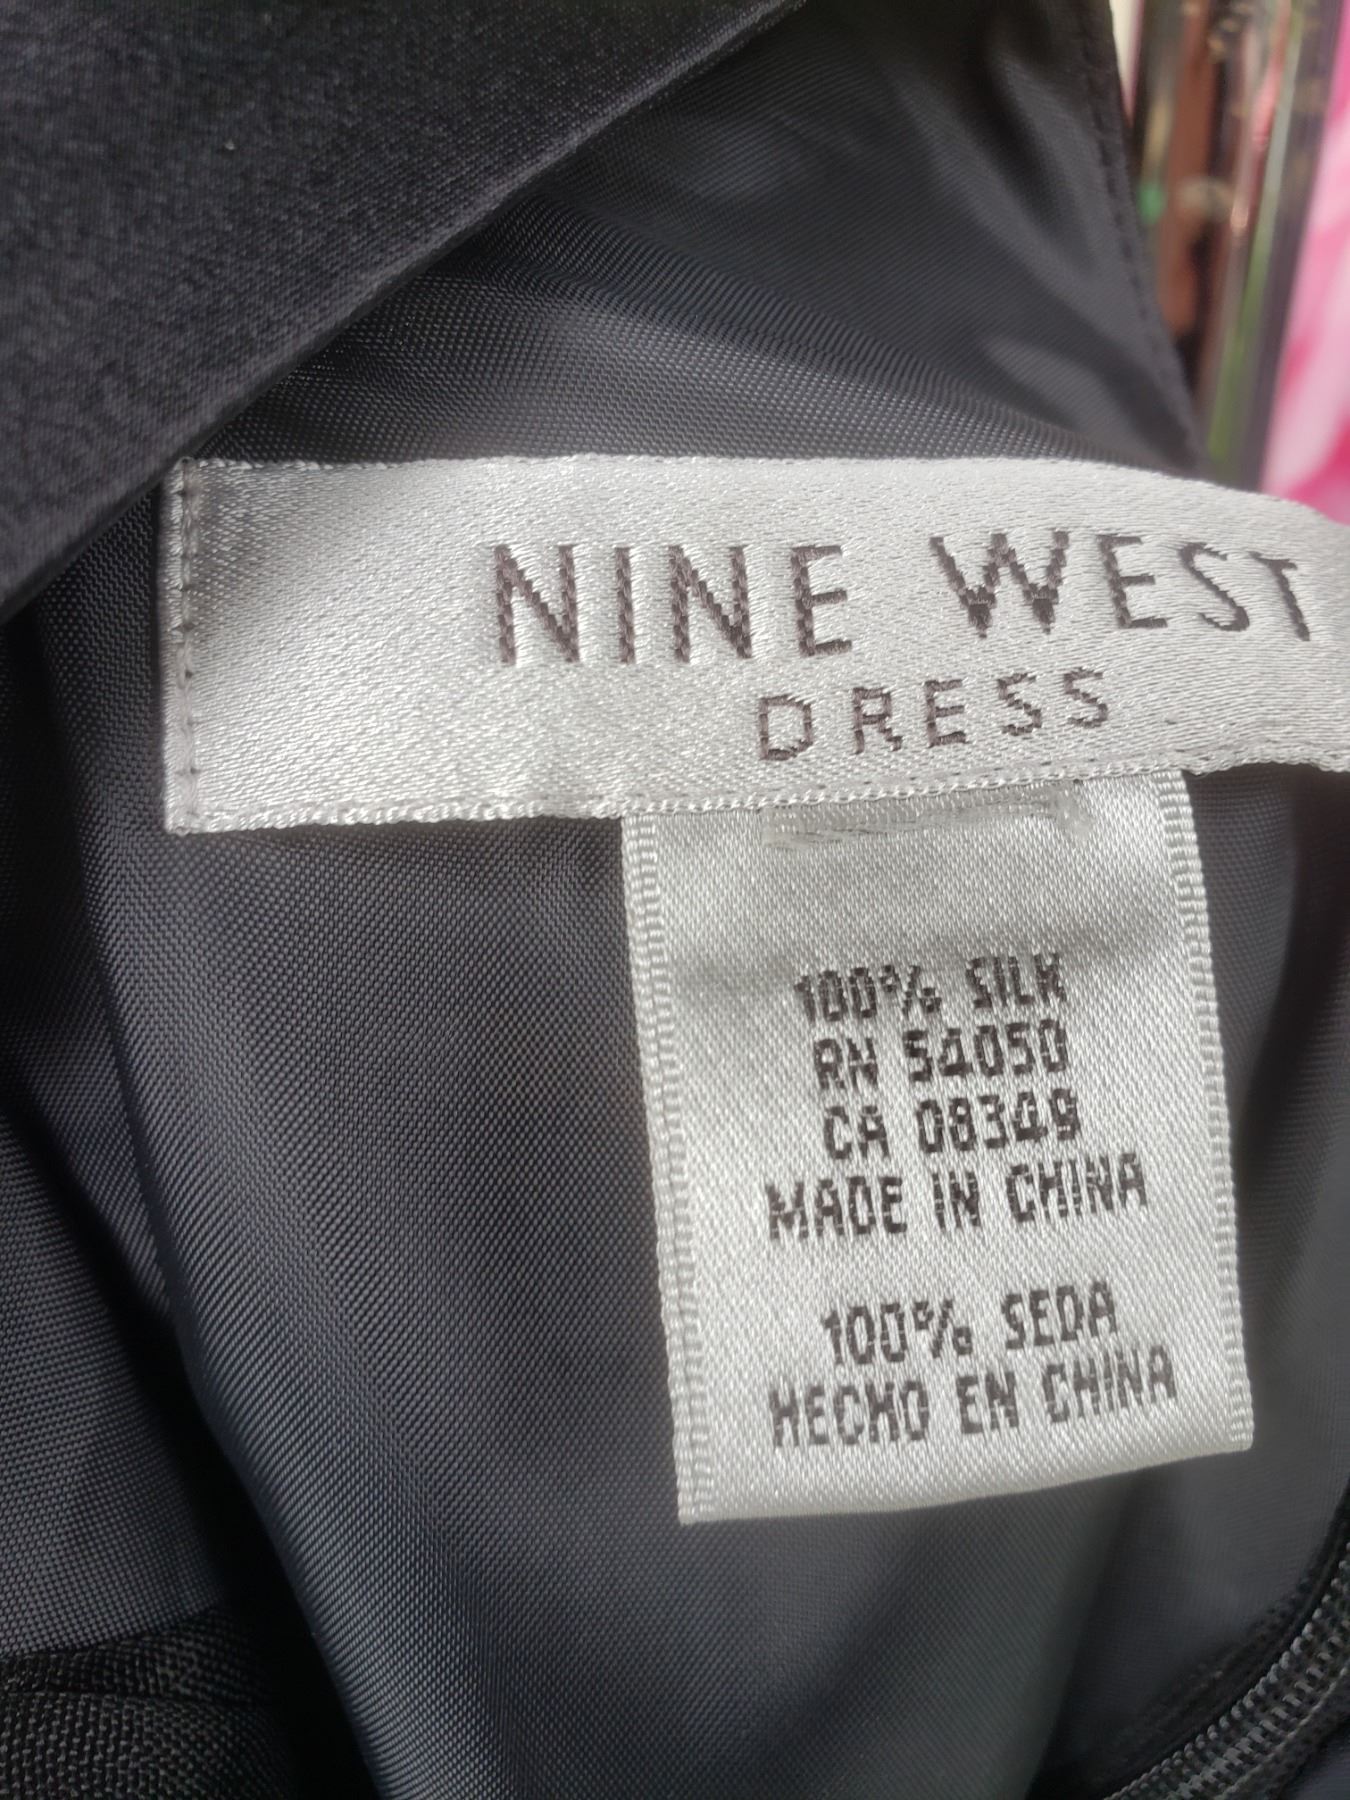 NINE WEST
DRESS
100% SILK
RN 54050
CA 08349
MADE IN CHINA
100% SEDA
HECHO EN CHINA